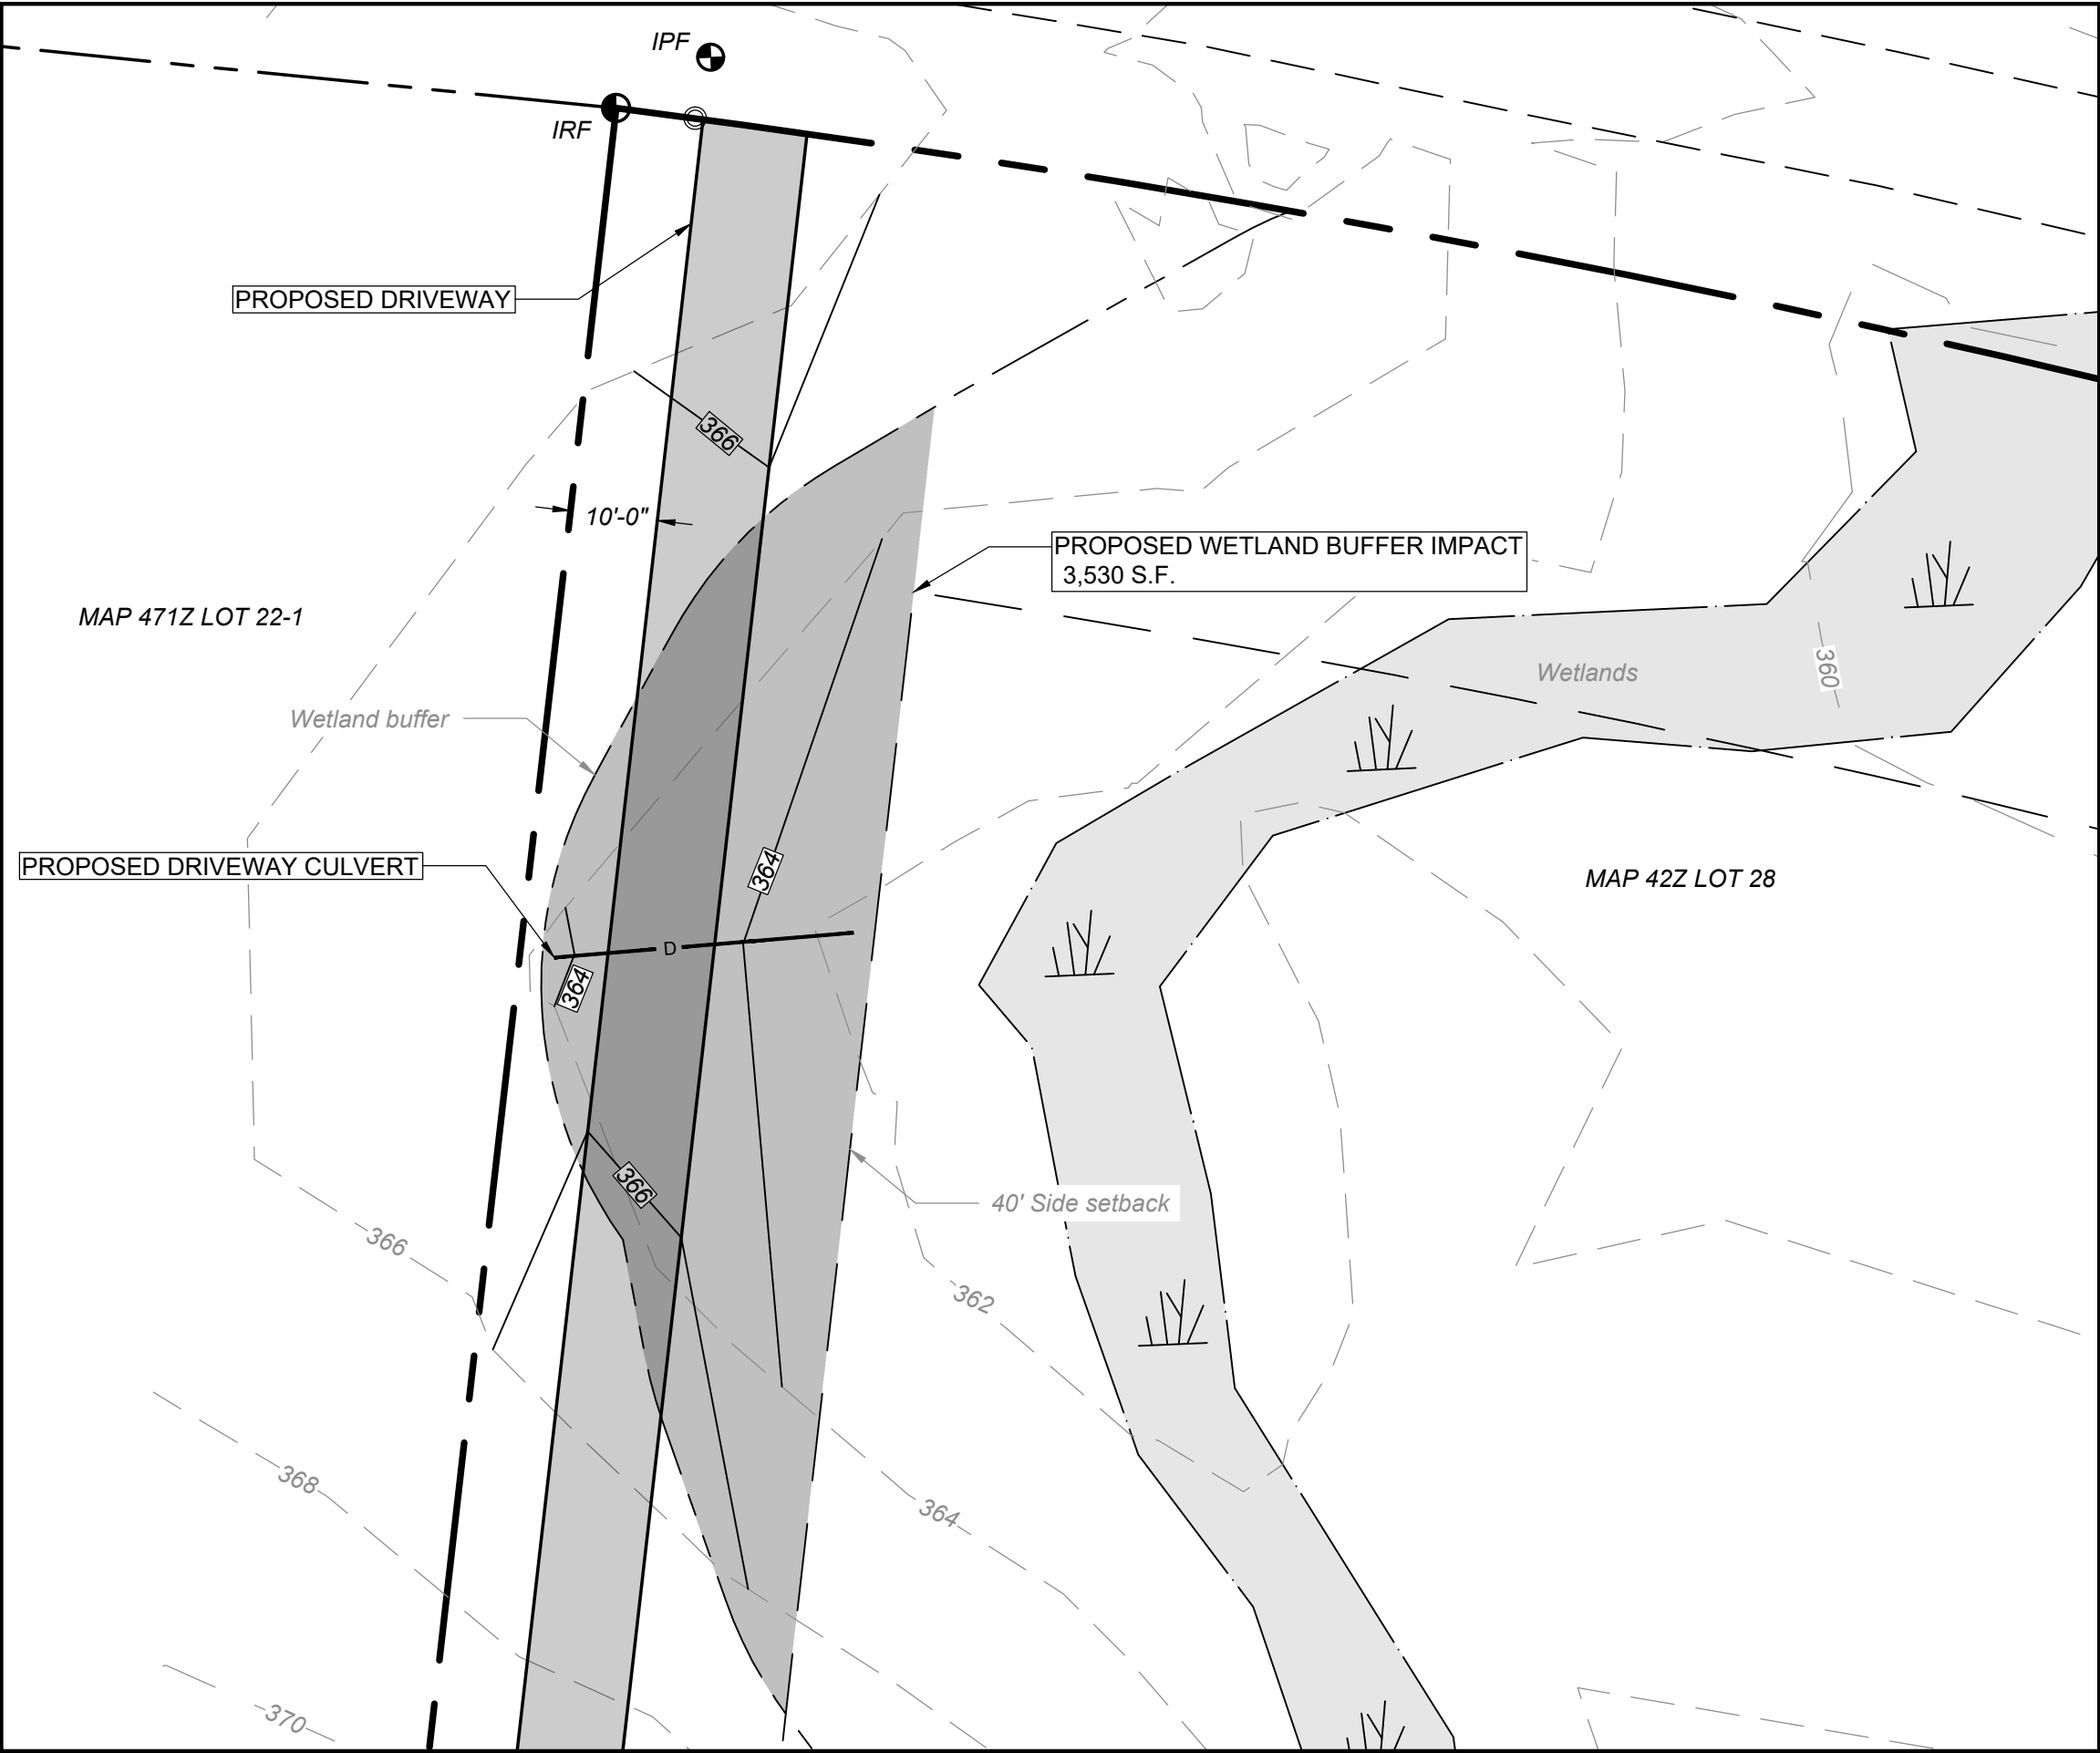 IPF
IRF
PROPOSED DRIVEWAY
366
10'-0"
PROPOSED WETLAND BUFFER IMPACT
3,530 S.F.
MAP 471Z LOT 22-1
Wetlands
360
Wetland buffer
PROPOSED DRIVEWAY CULVERT
364
MAP 42Z LOT 28
D
364
366
40' Side setback
366
362
368
364
370